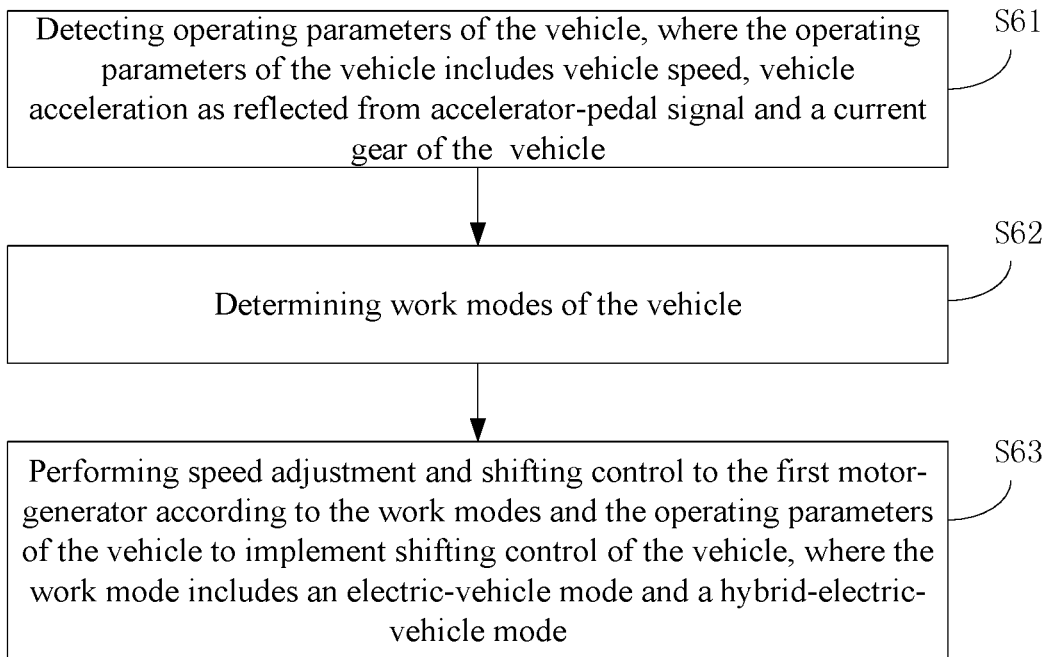 S61
Detecting operating parameters of the vehicle, where the operating
parameters of the vehicle includes vehicle speed, vehicle
acceleration as reflected from accelerator-pedal signal and a current
gear of the vehicle
S62
Determining work modes of the vehicle
S63
Performing speed adjustment and shifting control to the first motor-
generator according to the work modes and the operating parameters
of the vehicle to implement shifting control of the vehicle, where the
work mode includes an electric-vehicle mode and a hybrid-electric-
vehicle mode